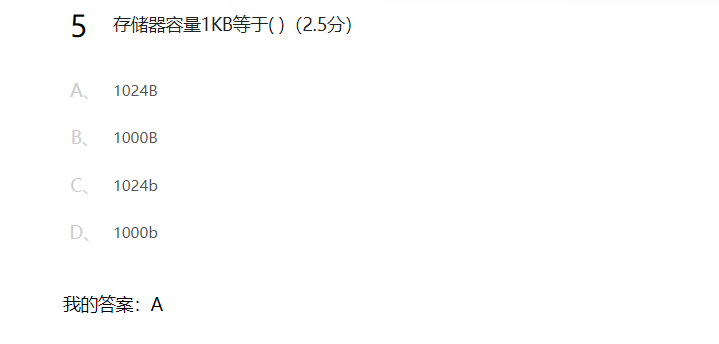 5 存储器容量1KB等于( )（2.5分）
A、 1024B
B、 1000B
C、 1024b
D、 1000b
我的答案：A